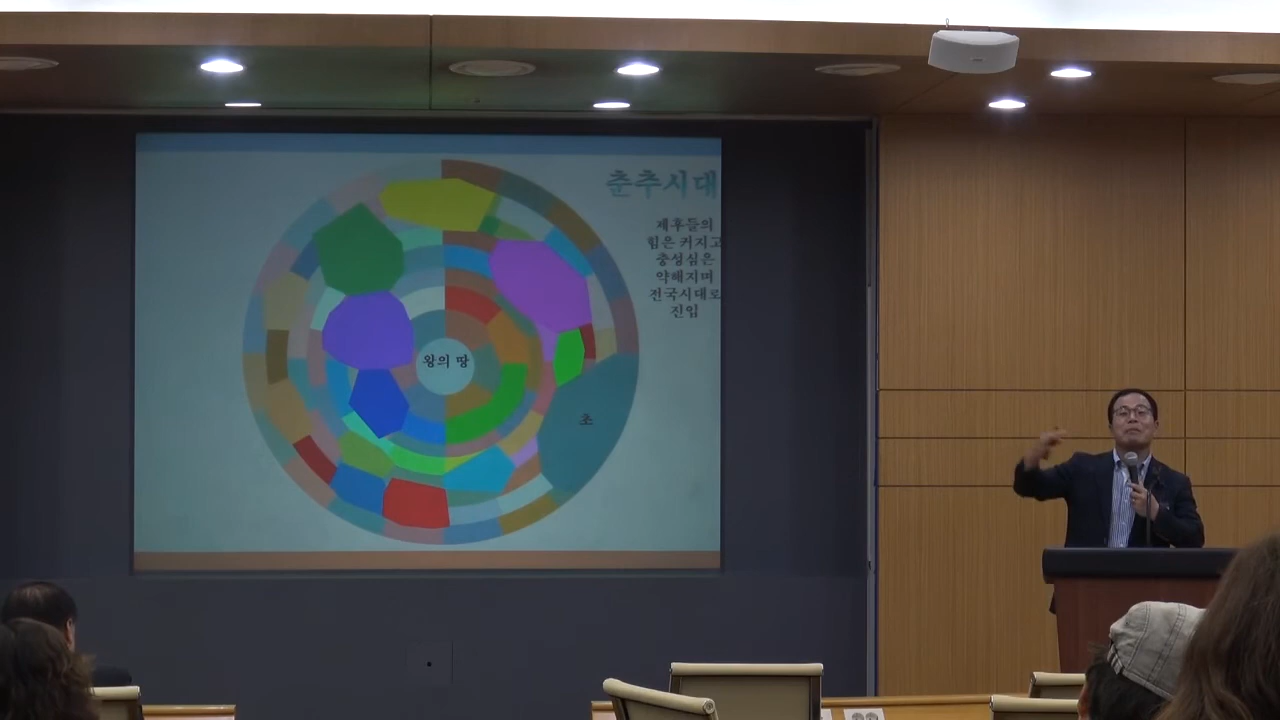 춘추시대
제후들의
힘은 커지고
충성심은
약해지며
전국시대로
진입
왕의 땅
초